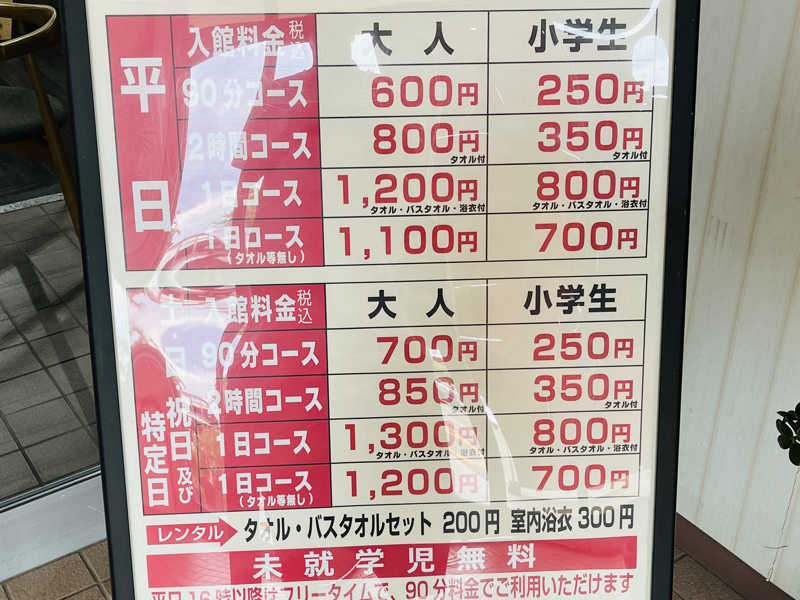 平日
入館料金 税込 大人 小学生
90分コース 600円 250円
2時間コース 800円 350円
タオル付 タオル付
1日コース 1,200円 800円
タオル・バスタオル・浴衣付 タオル・バスタオル・浴衣付
1日コース 1,100円 700円
(タオル等無し)
土・日・祝日及び特定日
入館料金 税込 大人 小学生
90分コース 700円 250円
2時間コース 850円 350円
タオル付 タオル付
1日コース 1,300円 800円
タオル・バスタオル・浴衣付 タオル・バスタオル・浴衣付
1日コース 1,200円 700円
(タオル等無し)
レンタル タオル・バスタオルセット 200円 室内浴衣 300円
未就学児無料
平日16時以降はフリータイムで、90分料金でご利用いただけます